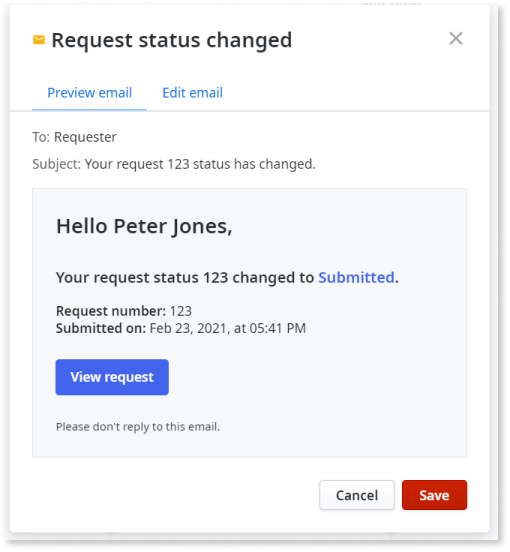 Request status changed
Preview email
Edit email
To: Requester
Subject: Your request 123 status has changed.
Hello Peter Jones,
Your request status 123 changed to Submitted.
Request number: 123
Submitted on: Feb 23, 2021, at 05:41 PM
View request
Please don't reply to this email.
Cancel
Save